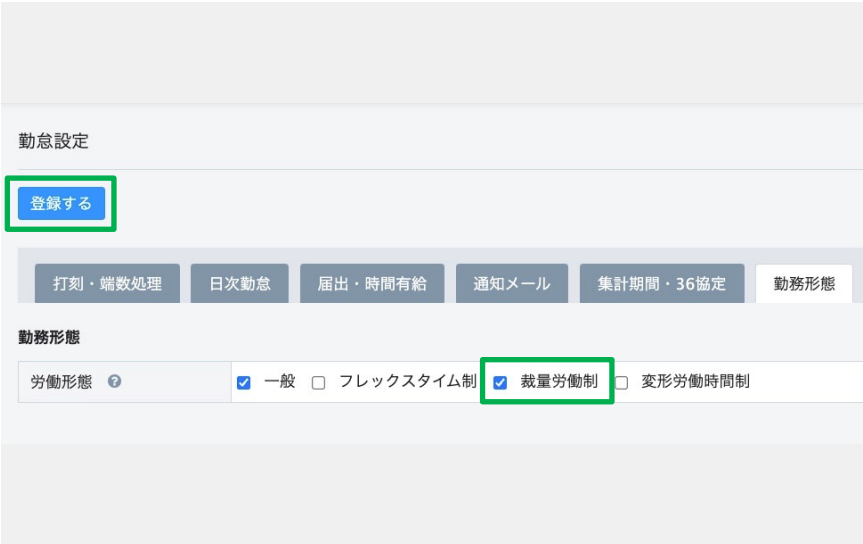 勤怠設定
登録する
打刻・端数処理 日次勤怠 届出・時間有給 通知メール 集計期間・36協定 勤務形態
勤務形態
労働形態 ? 一般 フレックスタイム制 裁量労働制 変形労働時間制